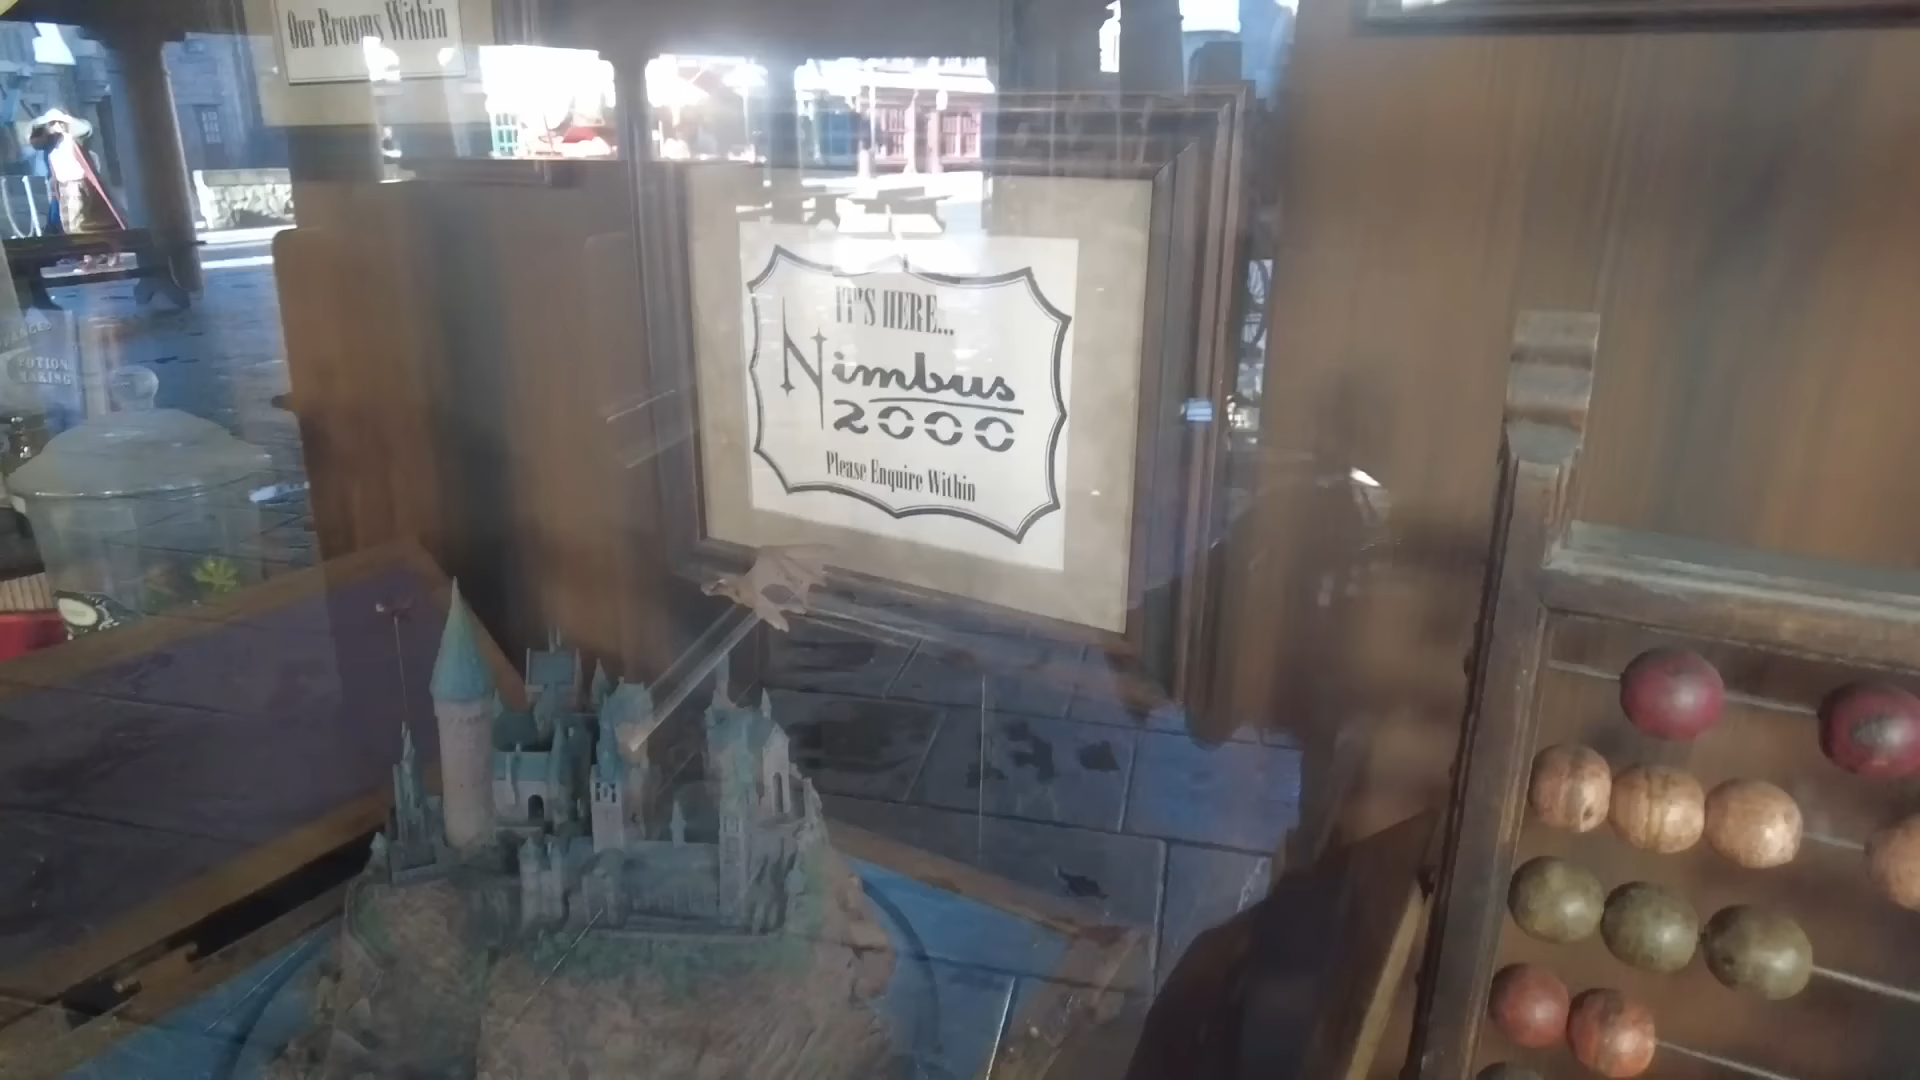 Our Brooms Within
IT'S HERE...
Nimbus
2000
Please Enquire Within
POTION
MAKING